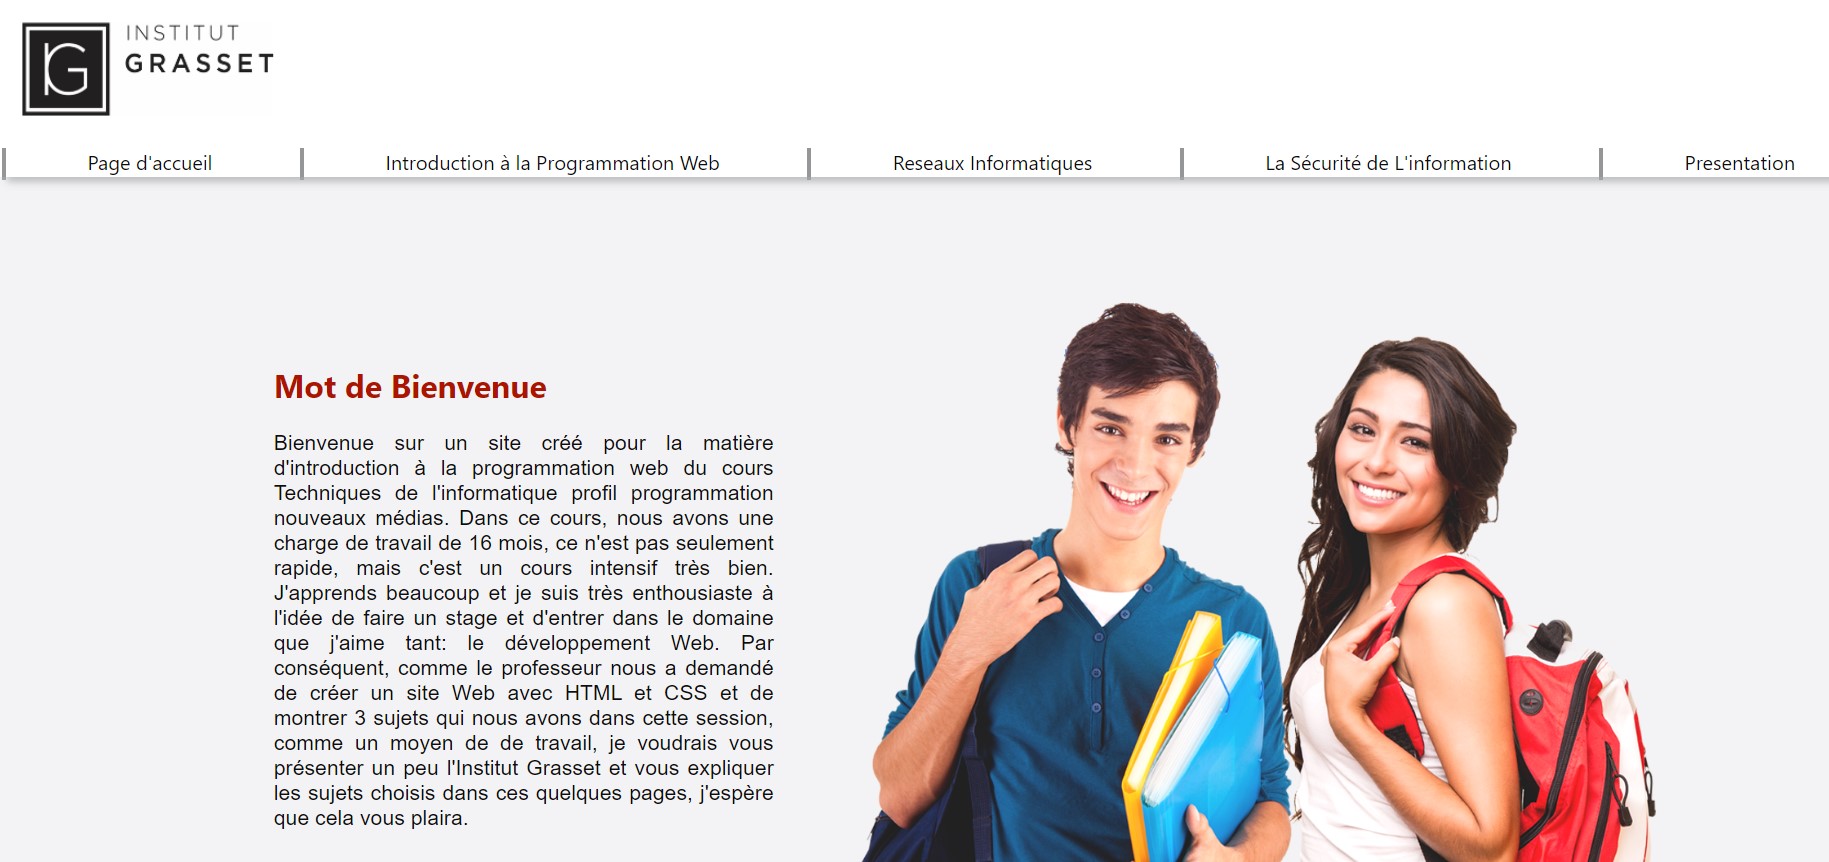 INSTITUT
GRASSET
Page d'accueil
Introduction à la Programmation Web
Reseaux Informatiques
La Sécurité de L'information
Presentation
Mot de Bienvenue
Bienvenue sur un site créé pour la matière
d'introduction à la programmation web du cours
Techniques de l'informatique profil programmation
nouveaux médias. Dans ce cours, nous avons une
charge de travail de 16 mois, ce n'est pas seulement
rapide, mais c'est un cours intensif très bien.
J'apprends beaucoup et je suis très enthousiaste à
l'idée de faire un stage et d'entrer dans le domaine
que j'aime tant: le développement Web. Par
conséquent, comme le professeur nous a demandé
de créer un site Web avec HTML et CSS et de
montrer 3 sujets qui nous avons dans cette session,
comme un moyen de de travail, je voudrais vous
présenter un peu l'Institut Grasset et vous expliquer
les sujets choisis dans ces quelques pages, j'espère
que cela vous plaira.